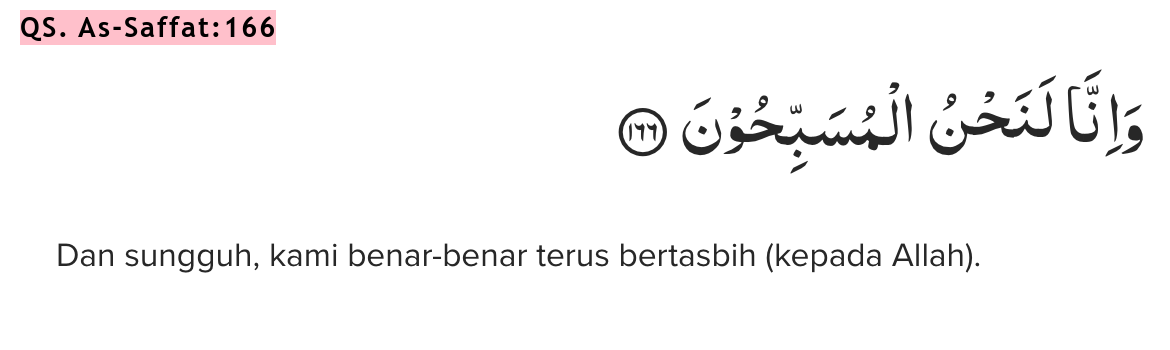 QS. As-Saffat:166
وَاِنَّا لَنَحْنُ الْمُسَبِّحُوْنَ ١٦٦
Dan sungguh, kami benar-benar terus bertasbih (kepada Allah).